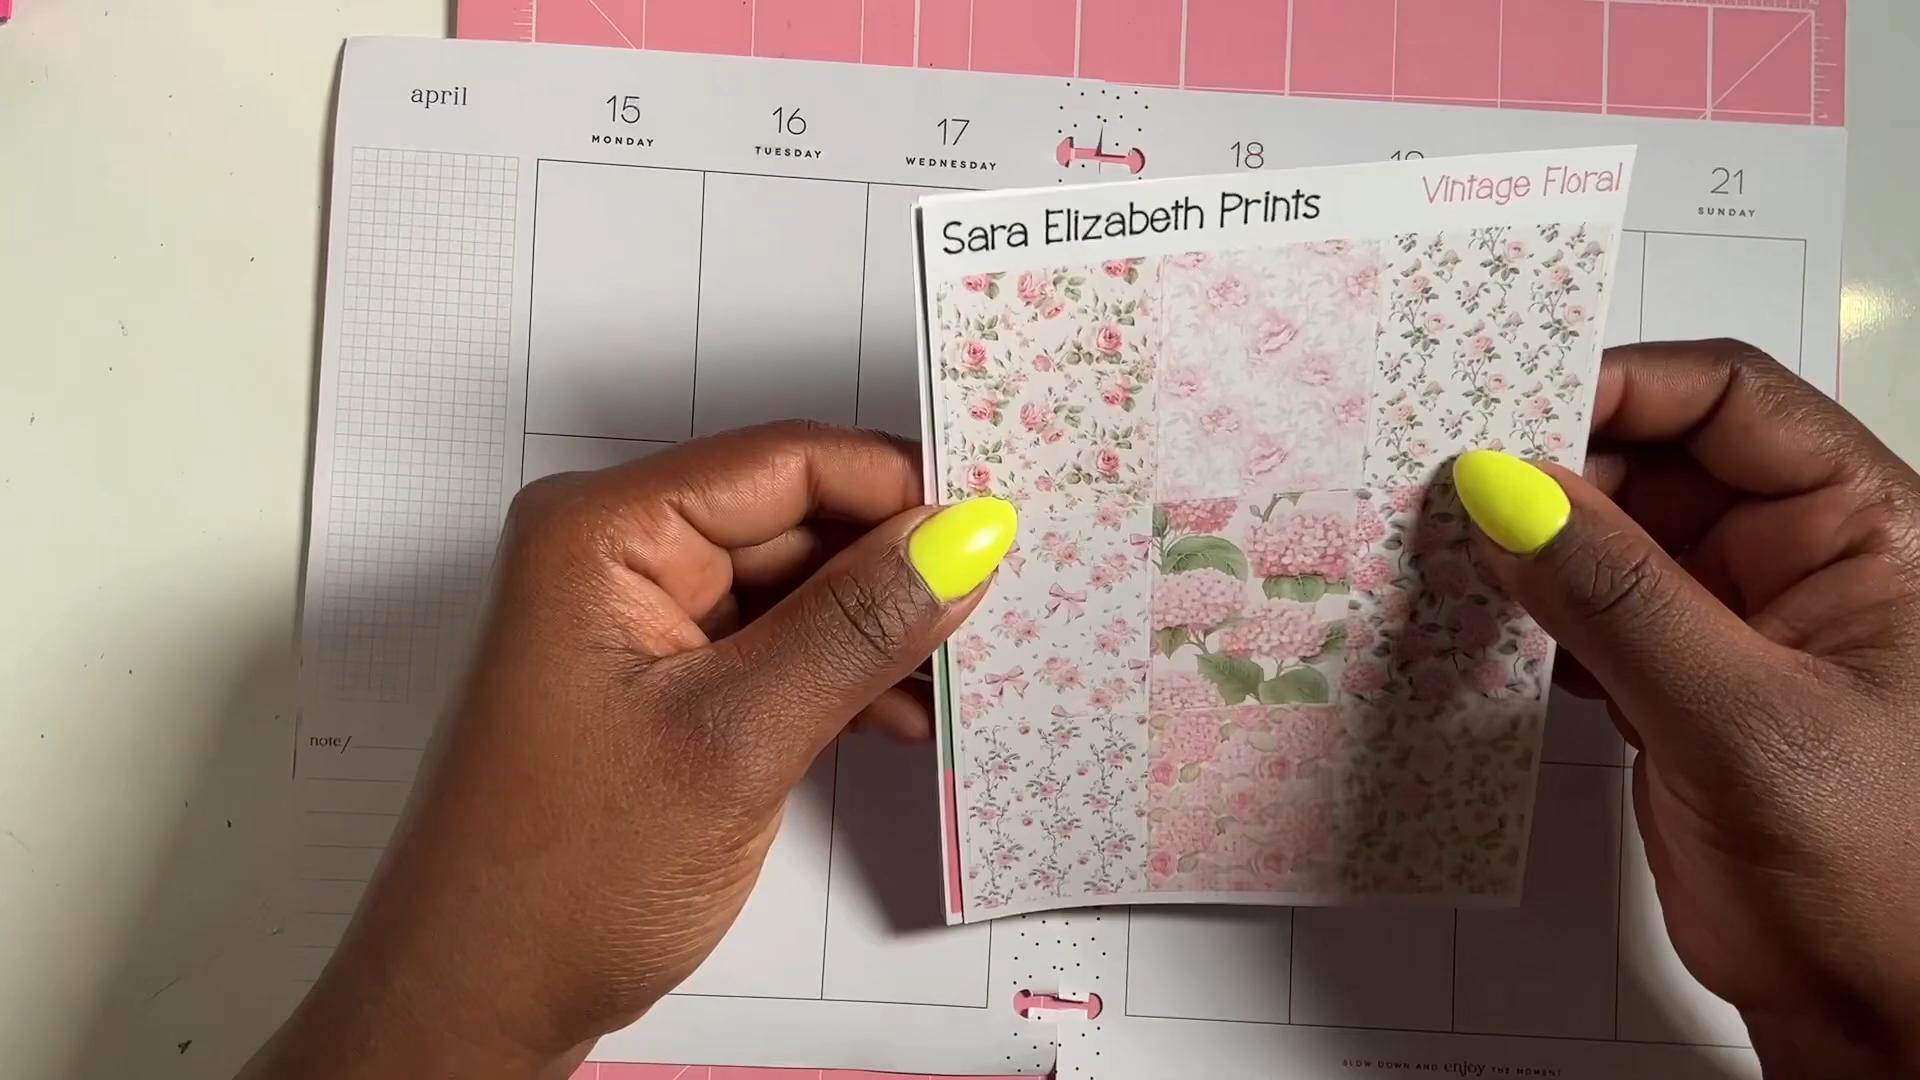 april
15
MONDAY
16
TUESDAY
17
WEDNESDAY
18
21
SUNDAY
Sara Elizabeth Prints
Vintage Floral
note/
SLOW DOWN AND enjoy THE MOMENT